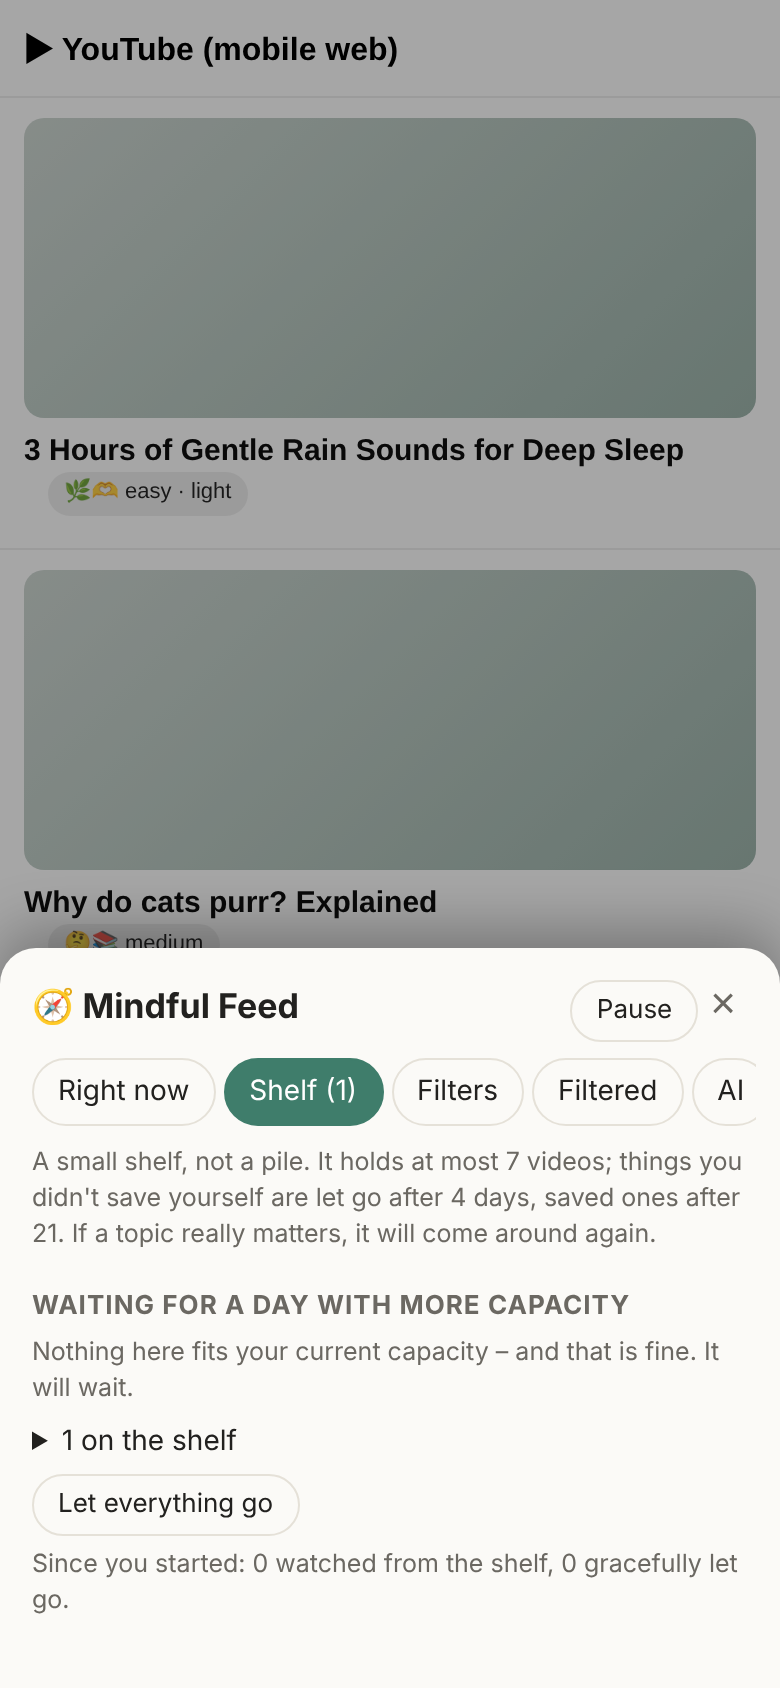 ▶ YouTube (mobile web)
3 Hours of Gentle Rain Sounds for Deep Sleep
🌿🫶 easy · light
Why do cats purr? Explained
🤔📚 medium
🧭 Mindful Feed
Pause ✕
Right now Shelf (1) Filters Filtered AI
A small shelf, not a pile. It holds at most 7 videos; things you
didn't save yourself are let go after 4 days, saved ones after
21. If a topic really matters, it will come around again.
WAITING FOR A DAY WITH MORE CAPACITY
Nothing here fits your current capacity – and that is fine. It
will wait.
▶ 1 on the shelf
Let everything go
Since you started: 0 watched from the shelf, 0 gracefully let
go.